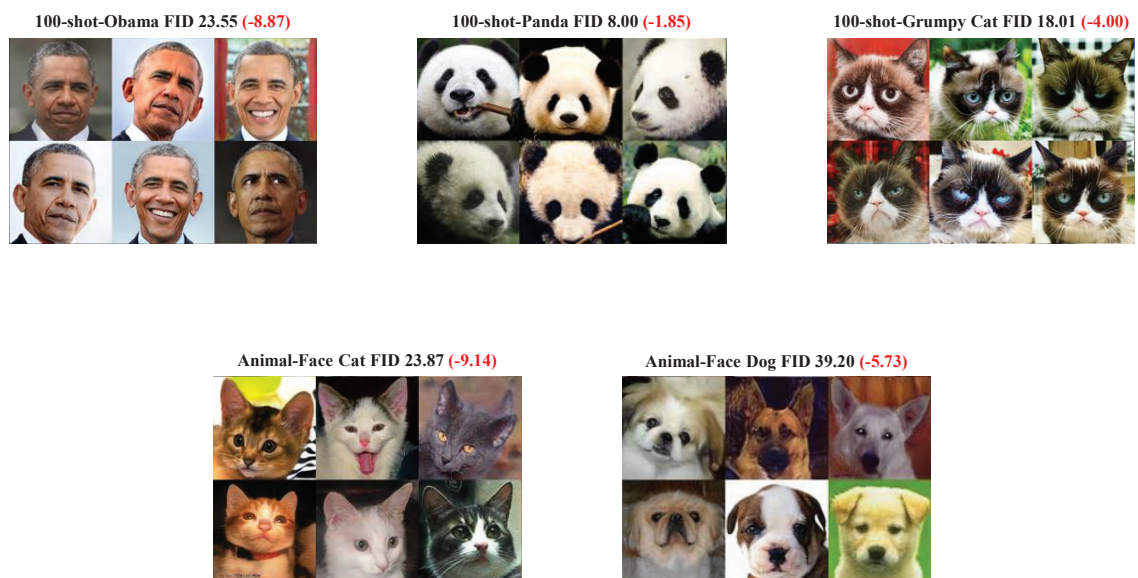 100-shot-Obama FID 23.55 (-8.87)
100-shot-Panda FID 8.00 (-1.85)
100-shot-Grumpy Cat FID 18.01 (-4.00)
Animal-Face Cat FID 23.87 (-9.14)
Animal-Face Dog FID 39.20 (-5.73)